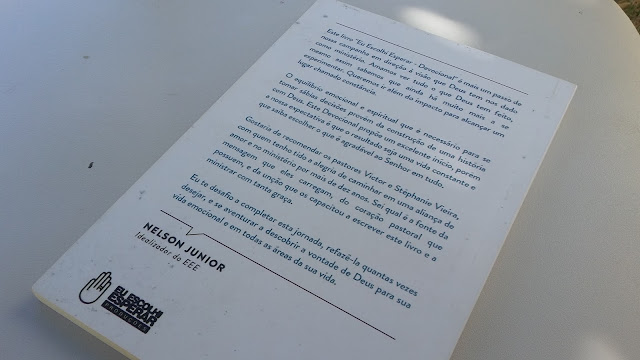 Este livro "Eu Escolhi Esperar - Devocional" é mais um passo de
nossa campanha em direção à visão que Deus tem nos dado
como ministério. Amamos ver tudo o que Deus tem feito,
mesmo assim sabemos que ainda há muito mais a se
experimentar. Queremos ir além do impacto para alcançar um
lugar chamado constância.
O equilíbrio emocional e espiritual que é necessário para se
tomar sábias decisões provem da construção de uma história
com Deus. Este Devocional propõe um excelente início, porém
a nossa expectativa é que o resultado seja uma vida constante e
que saiba escolher o que é agradável ao Senhor em tudo.
Gostaria de recomendar os pastores Victor e Stéphanie Vieira,
com quem tenho tido a alegria de caminhar em uma aliança de
amor e no ministério por mais de dez anos. Sei qual é a fonte da
mensagem que eles carregam, do coração pastoral que
possuem, e da unção que os capacitou a escrever este livro e a
ministrar com tanta graça.
Eu te desafio a completar esta jornada, refazê-la quantas vezes
desejar, e se aventurar a descobrir a vontade de Deus para sua
vida emocional e em todas as áreas da sua vida.
NELSON JUNIOR
Idealizador do EEE
EU ESCOLHI
ESPERAR